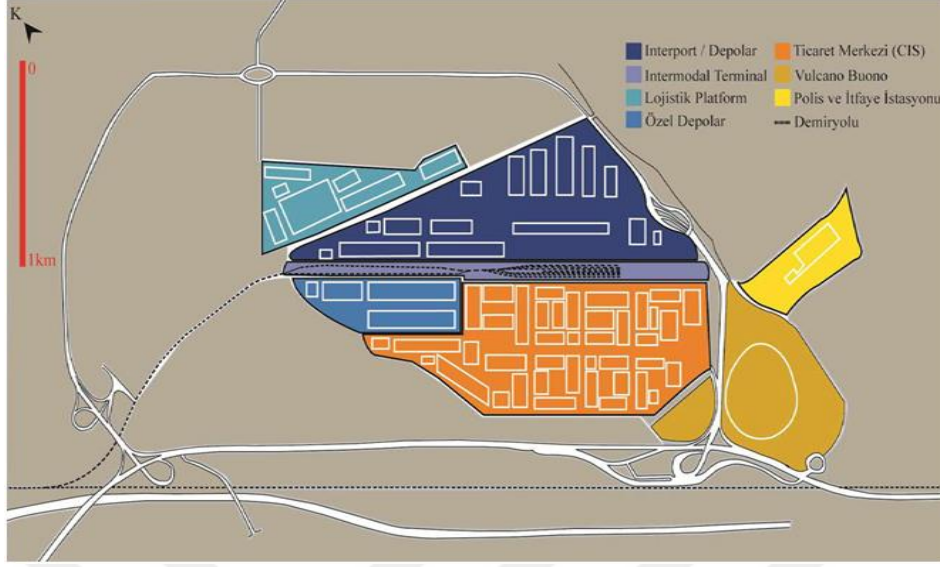 K
0
1km
Interport / Depolar
Intermodal Terminal
Lojistik Platform
Özel Depolar
Ticaret Merkezi (CIS)
Vulcano Buono
Polis ve İtfaye İstasyonu
Demiryolu